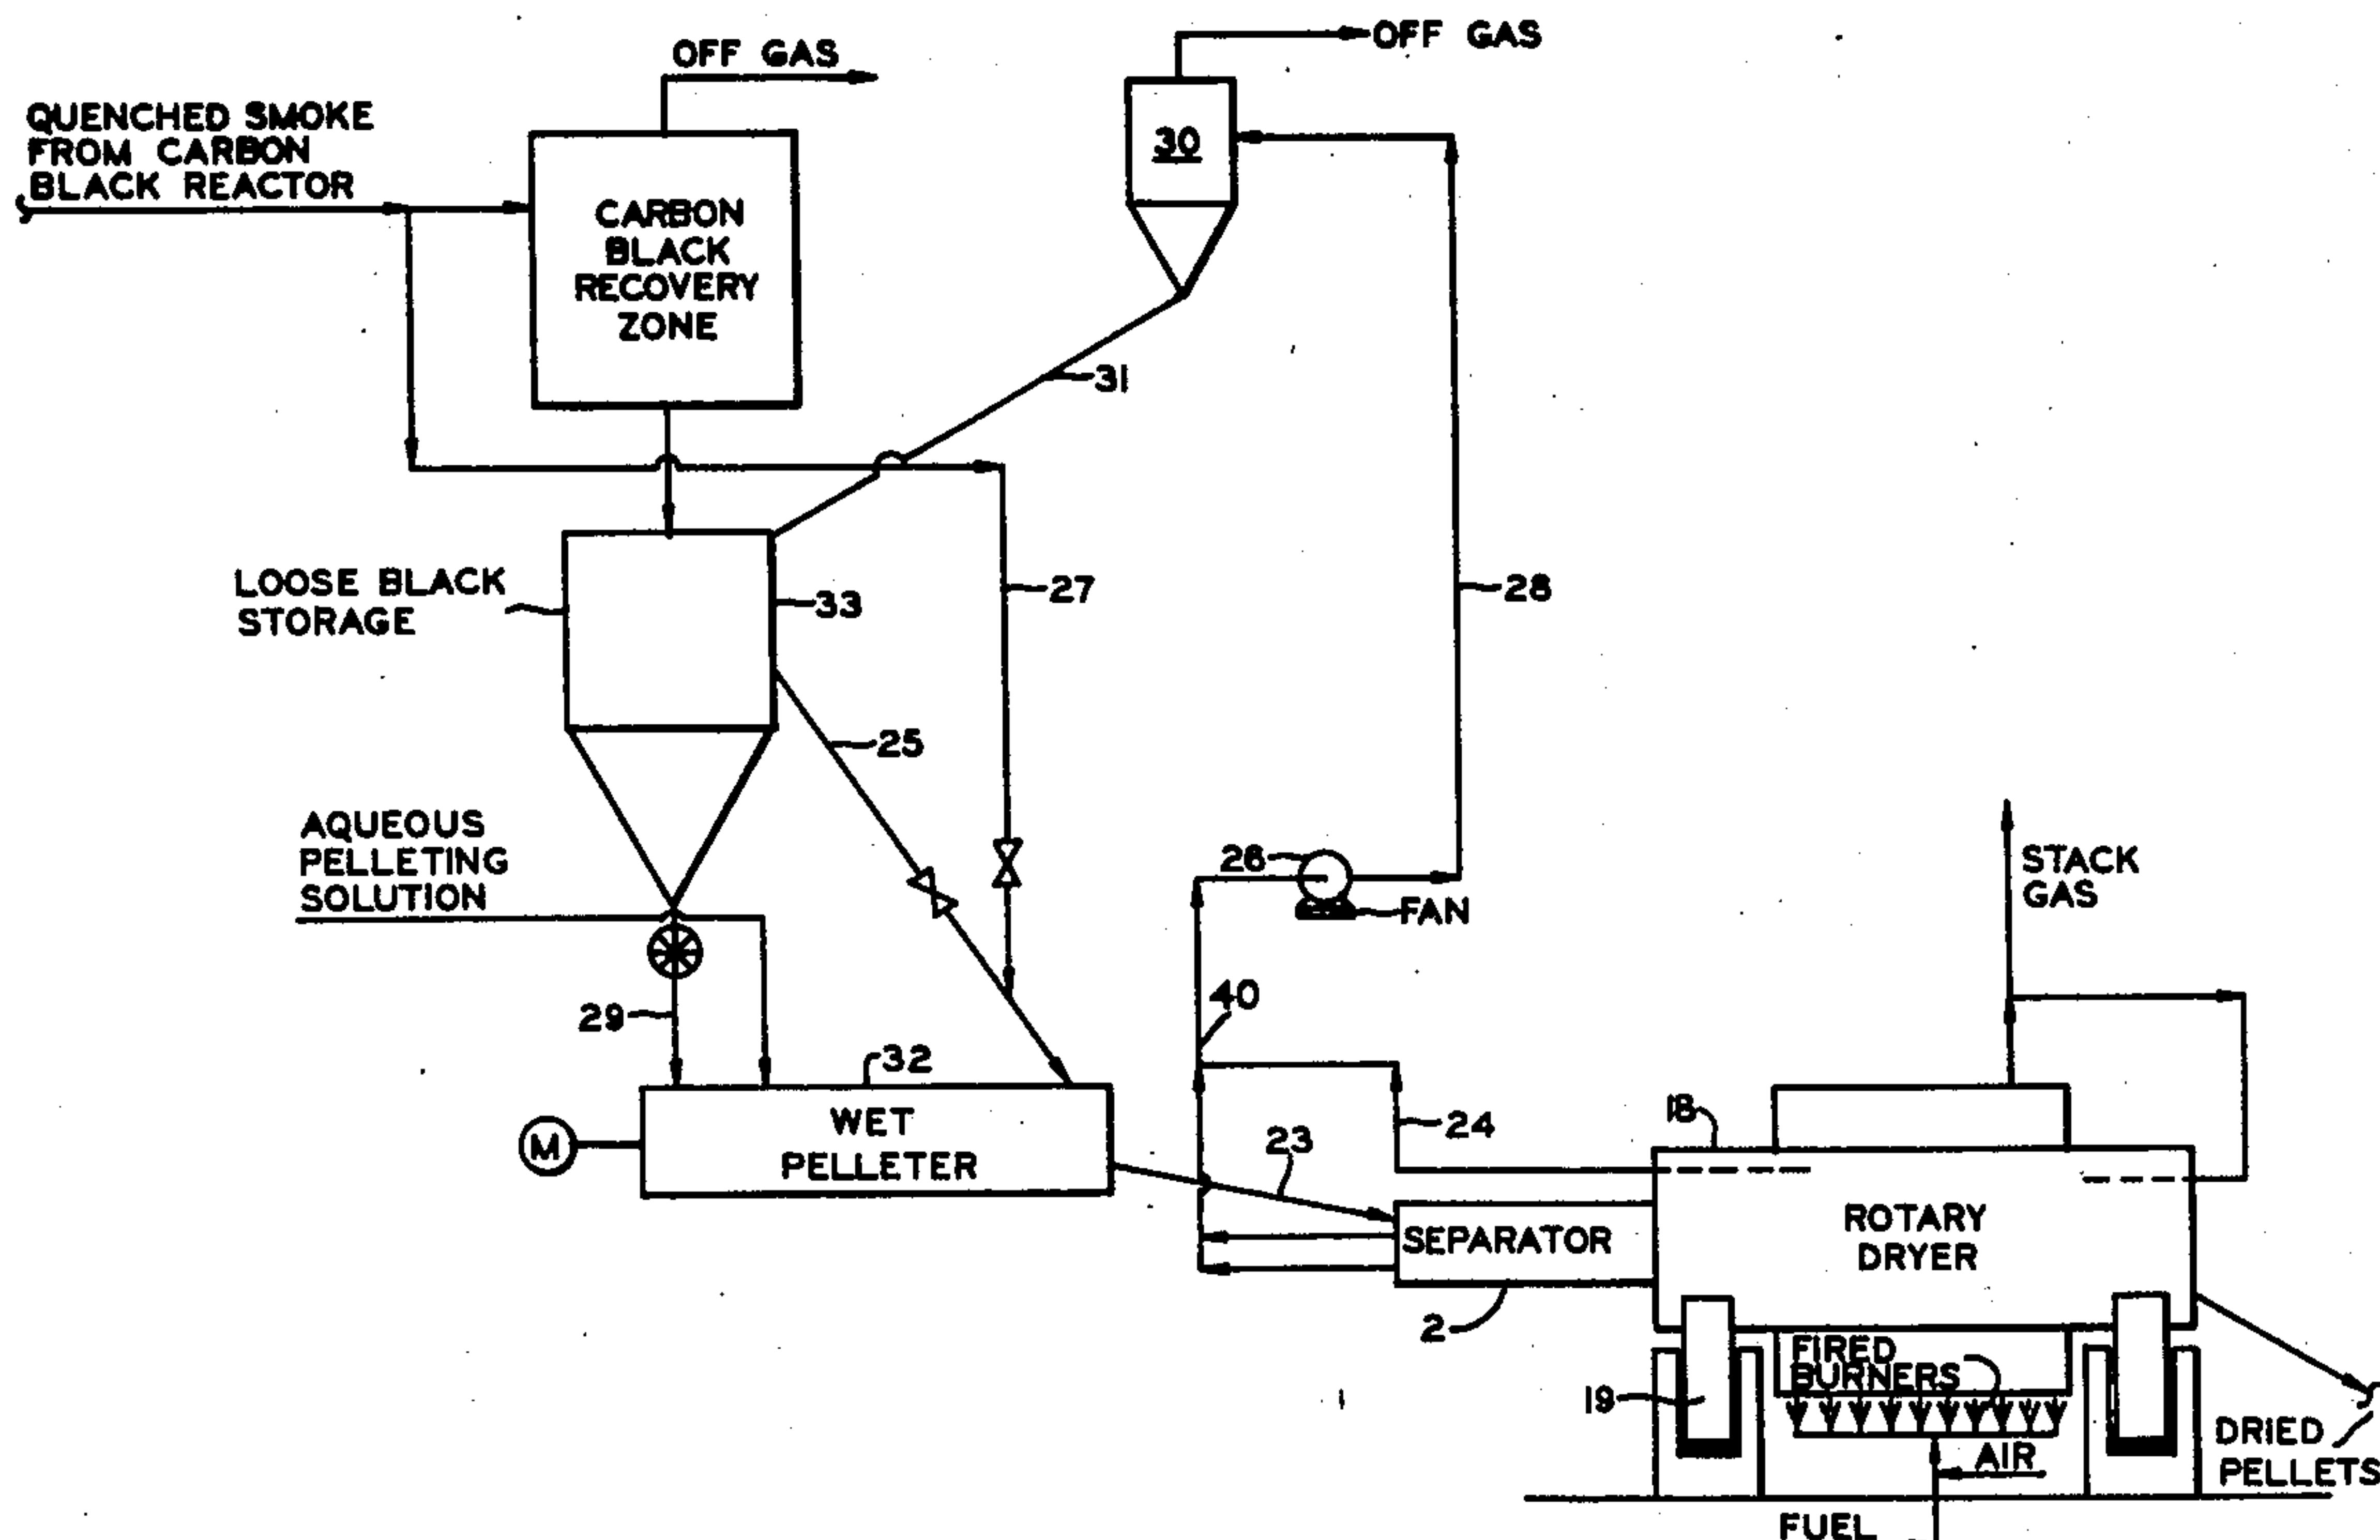 OFF GAS
OFF GAS
QUENCHED SMOKE
FROM CARBON
BLACK REACTOR
30
CARBON
BLACK
RECOVERY
ZONE
31
LOOSE BLACK
STORAGE
33
27
28
25
AQUEOUS
PELLETING
SOLUTION
26
FAN
STACK
GAS
29
40
32
WET
PELLETER
M
23
24
18
SEPARATOR
ROTARY
DRYER
2
FIRED
BURNERS
19
AIR
DRIED
PELLETS
FUEL